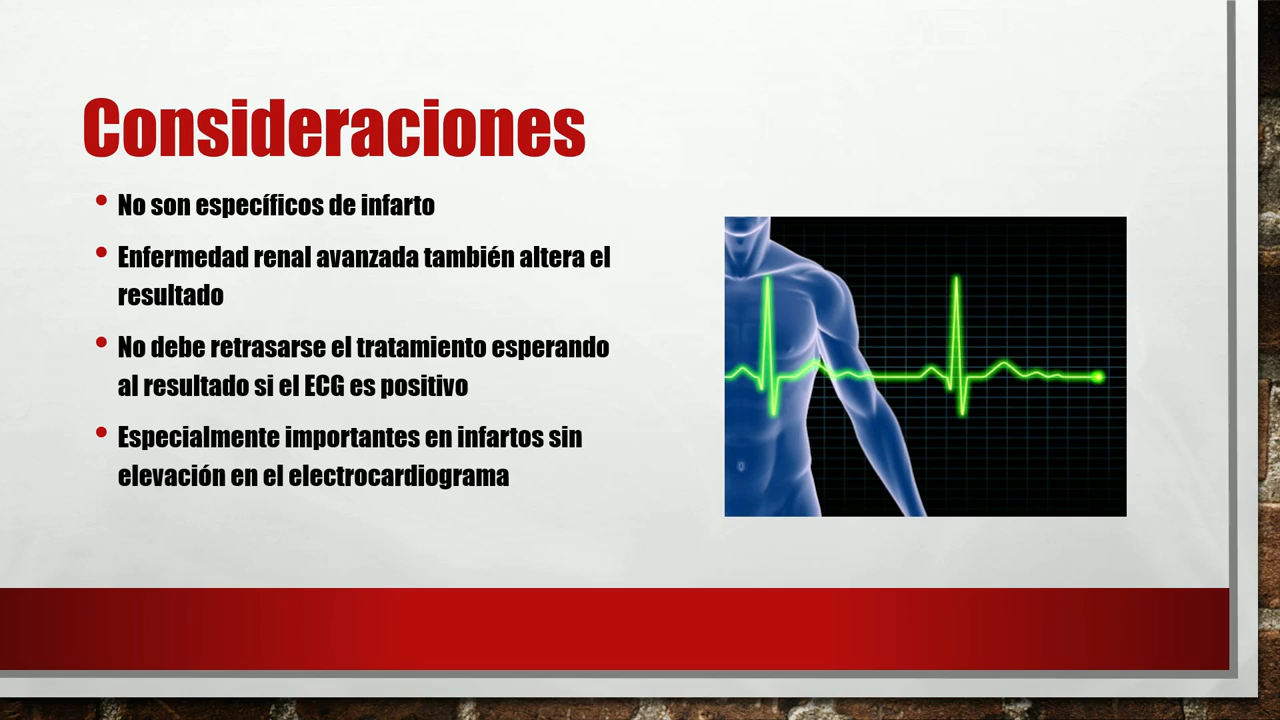 Consideraciones
No son específicos de infarto
Enfermedad renal avanzada también altera el
resultado
No debe retrasarse el tratamiento esperando
al resultado si el ECG es positivo
Especialmente importantes en infartos sin
elevación en el electrocardiograma